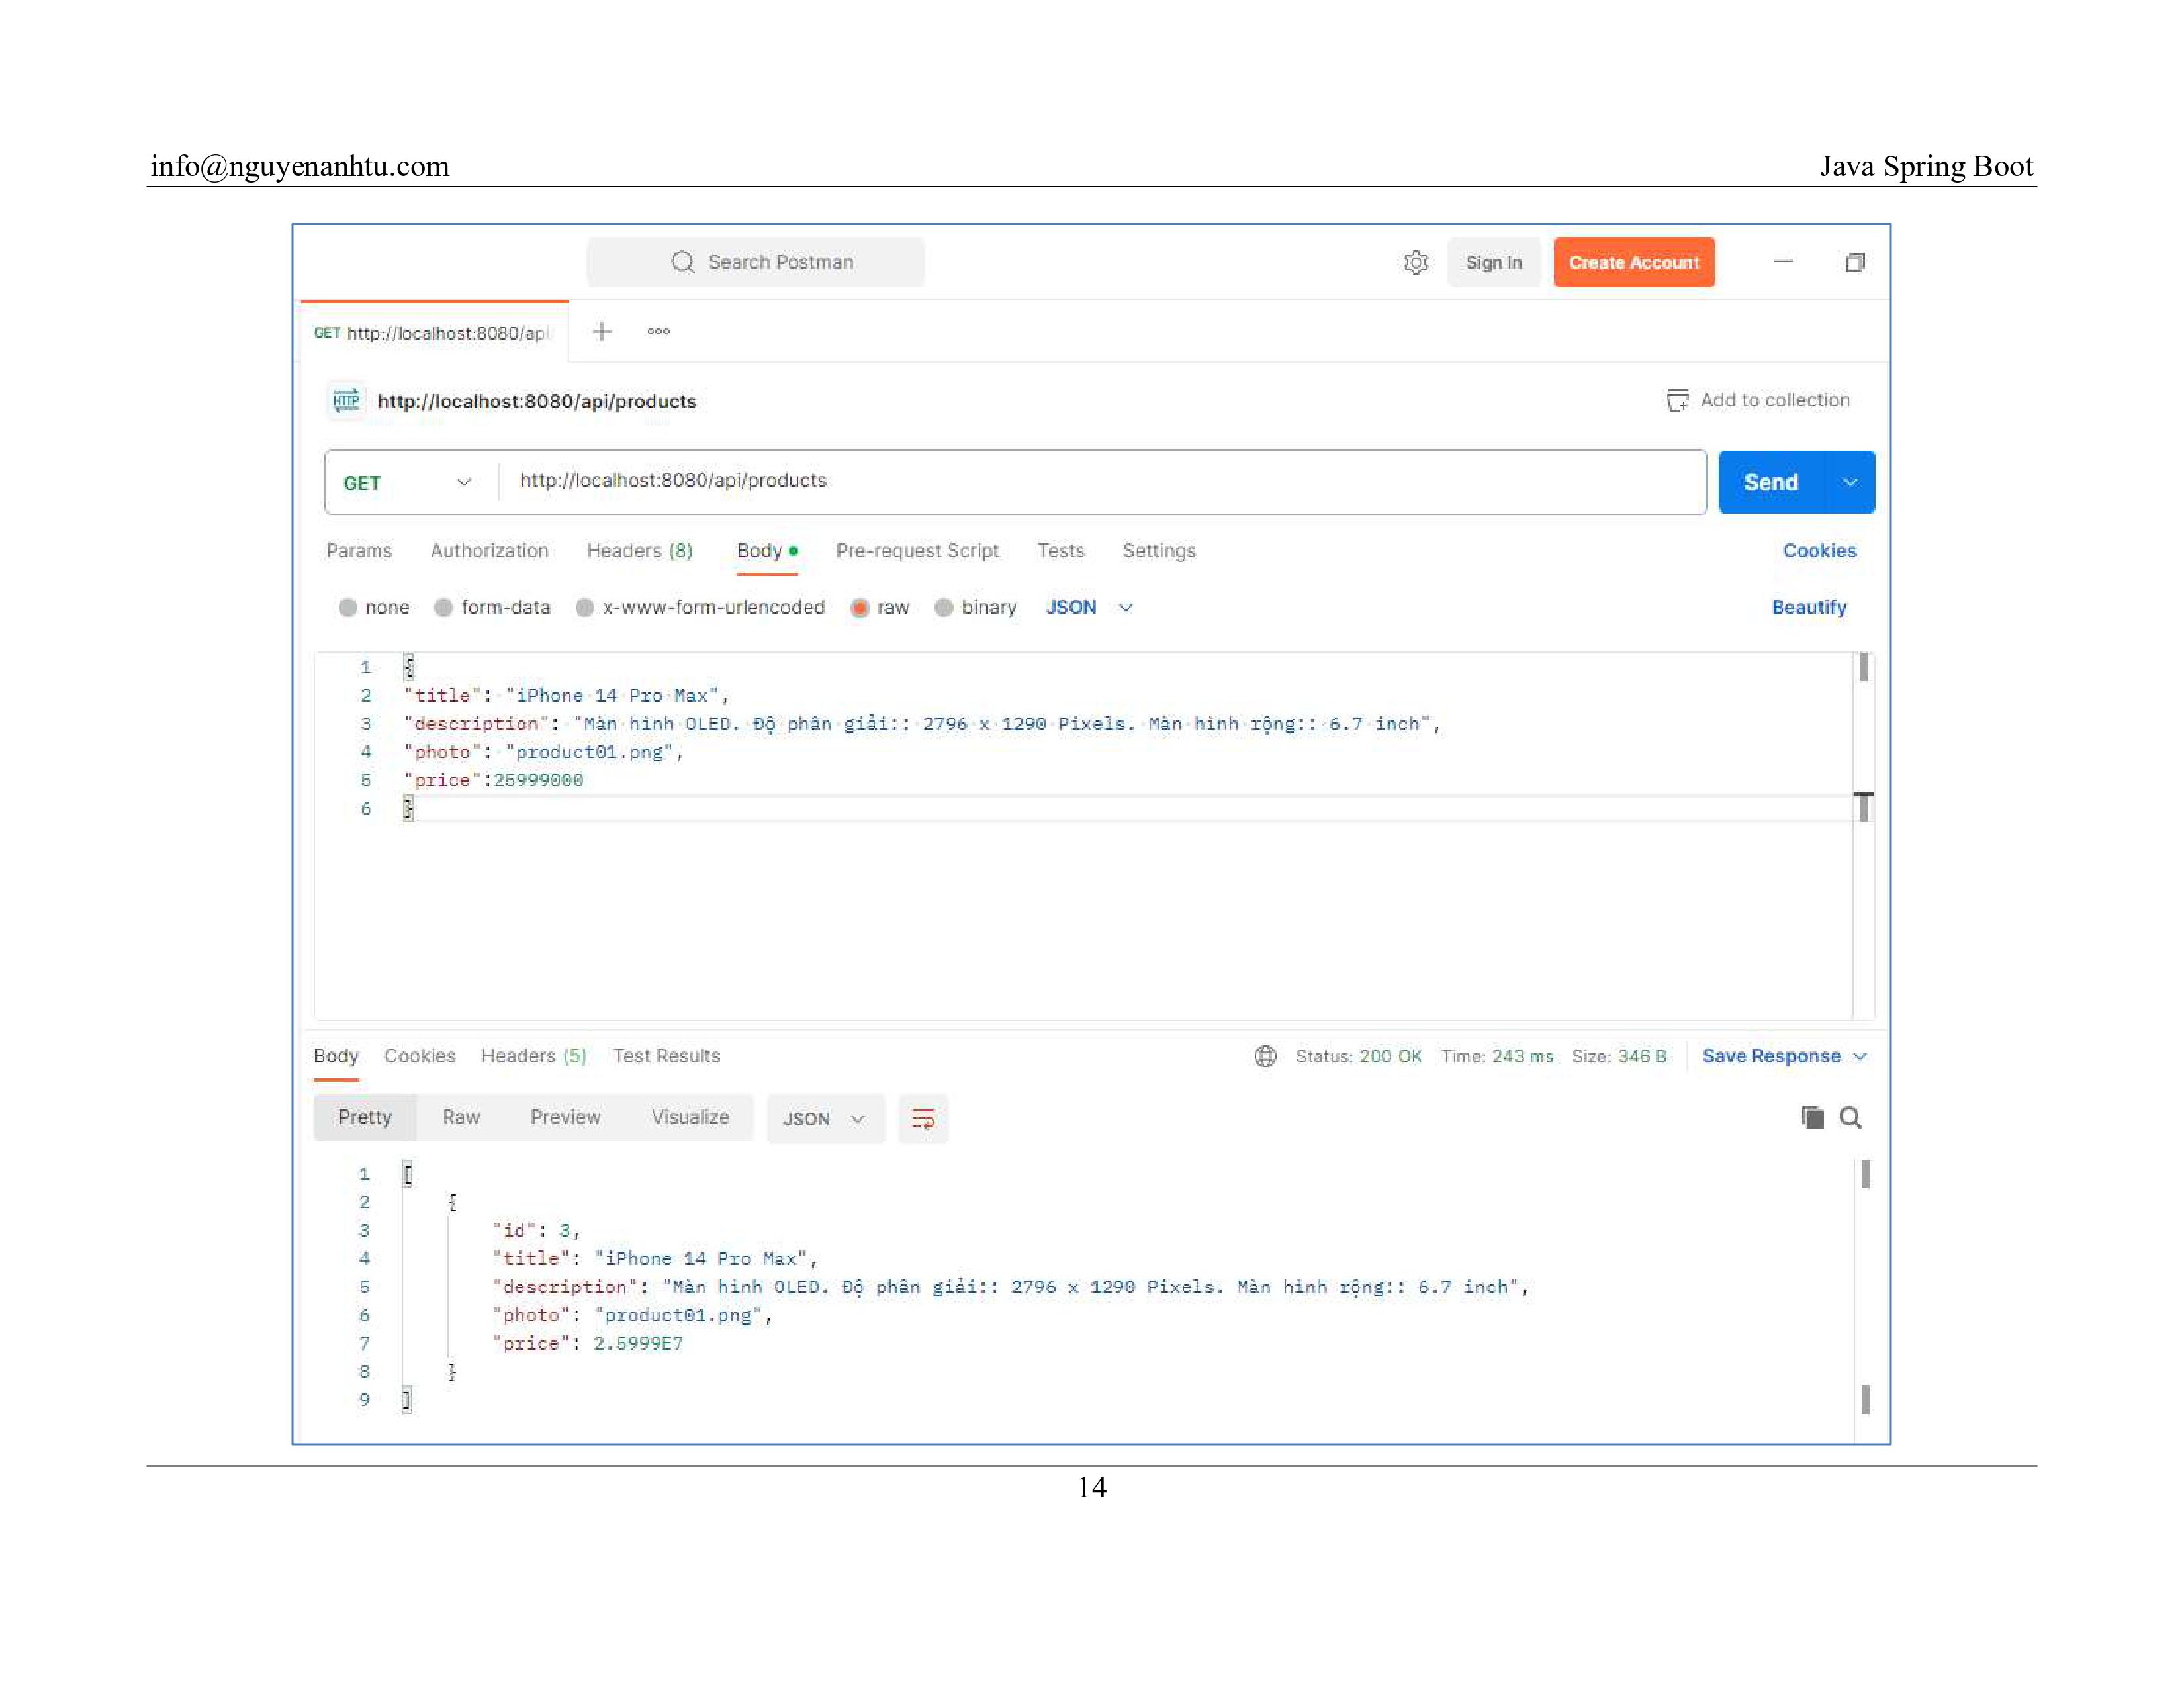 info@nguyenanhtu.com Java Spring Boot
Search Postman Sign In Create Account
GET http://localhost:8080/api
HTTP http://localhost:8080/api/products Add to collection
GET http://localhost:8080/api/products Send
Params Authorization Headers (8) Body Pre-request Script Tests Settings Cookies
none form-data x-www-form-urlencoded raw binary JSON Beautify
1 {
2 "title": "iPhone 14 Pro Max",
3 "description": "Màn hình OLED. Độ phân giải:: 2796 x 1290 Pixels. Màn hình rộng:: 6.7 inch",
4 "photo": "product01.png",
5 "price":25999000
6 }
Body Cookies Headers (5) Test Results Status: 200 OK Time: 243 ms Size: 346 B Save Response
Pretty Raw Preview Visualize JSON
1 [
2 {
3 "id": 3,
4 "title": "iPhone 14 Pro Max",
5 "description": "Màn hình OLED. Độ phân giải:: 2796 x 1290 Pixels. Màn hình rộng:: 6.7 inch",
6 "photo": "product01.png",
7 "price": 2.5999E7
8 }
9 ]
14